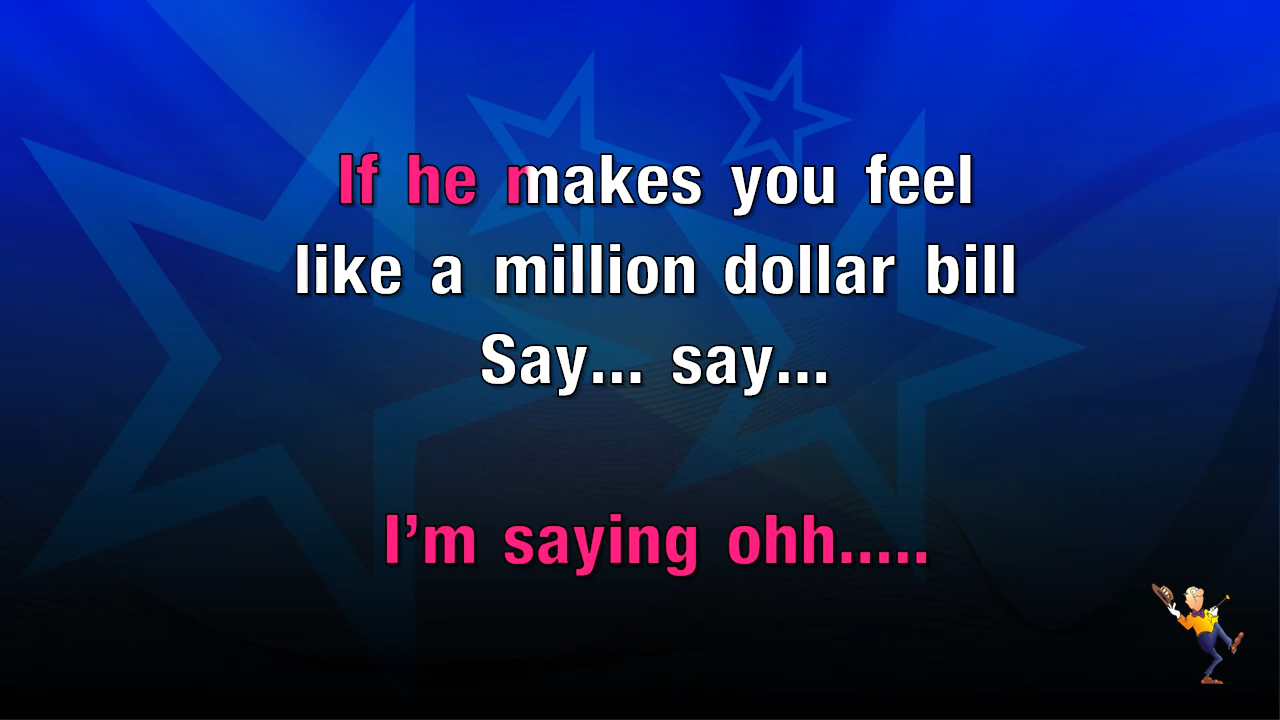 If he makes you feel
like a million dollar bill
Say... say...
I’m saying ohh.....